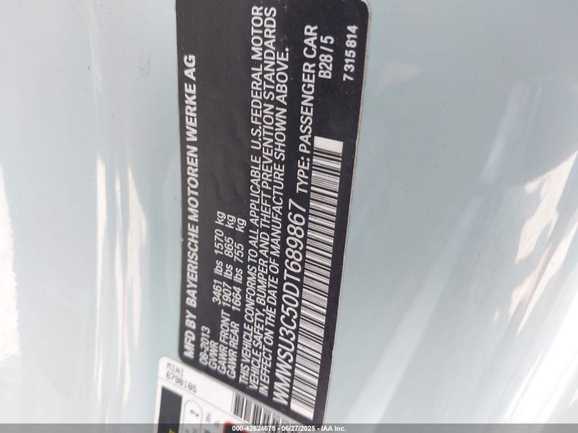 MFD BY BAYERISCHE MOTOREN WERKE AG
08-2013
GVWR 3461 lbs 1570 kg
GAWR FRONT 1907 lbs 865 kg
GAWR REAR 1664 lbs 755 kg
THIS VEHICLE CONFORMS TO ALL APPLICABLE U.S.FEDERAL MOTOR
VEHICLE SAFETY, BUMPER AND THEFT PREVENTION STANDARDS
IN EFFECT ON THE DATE OF MANUFACTURE SHOWN ABOVE.
WMWSU3C50DT689867 TYPE: PASSENGER CAR
B28/5
7 315 814
MINI
000-42624678 - 06/27/2025